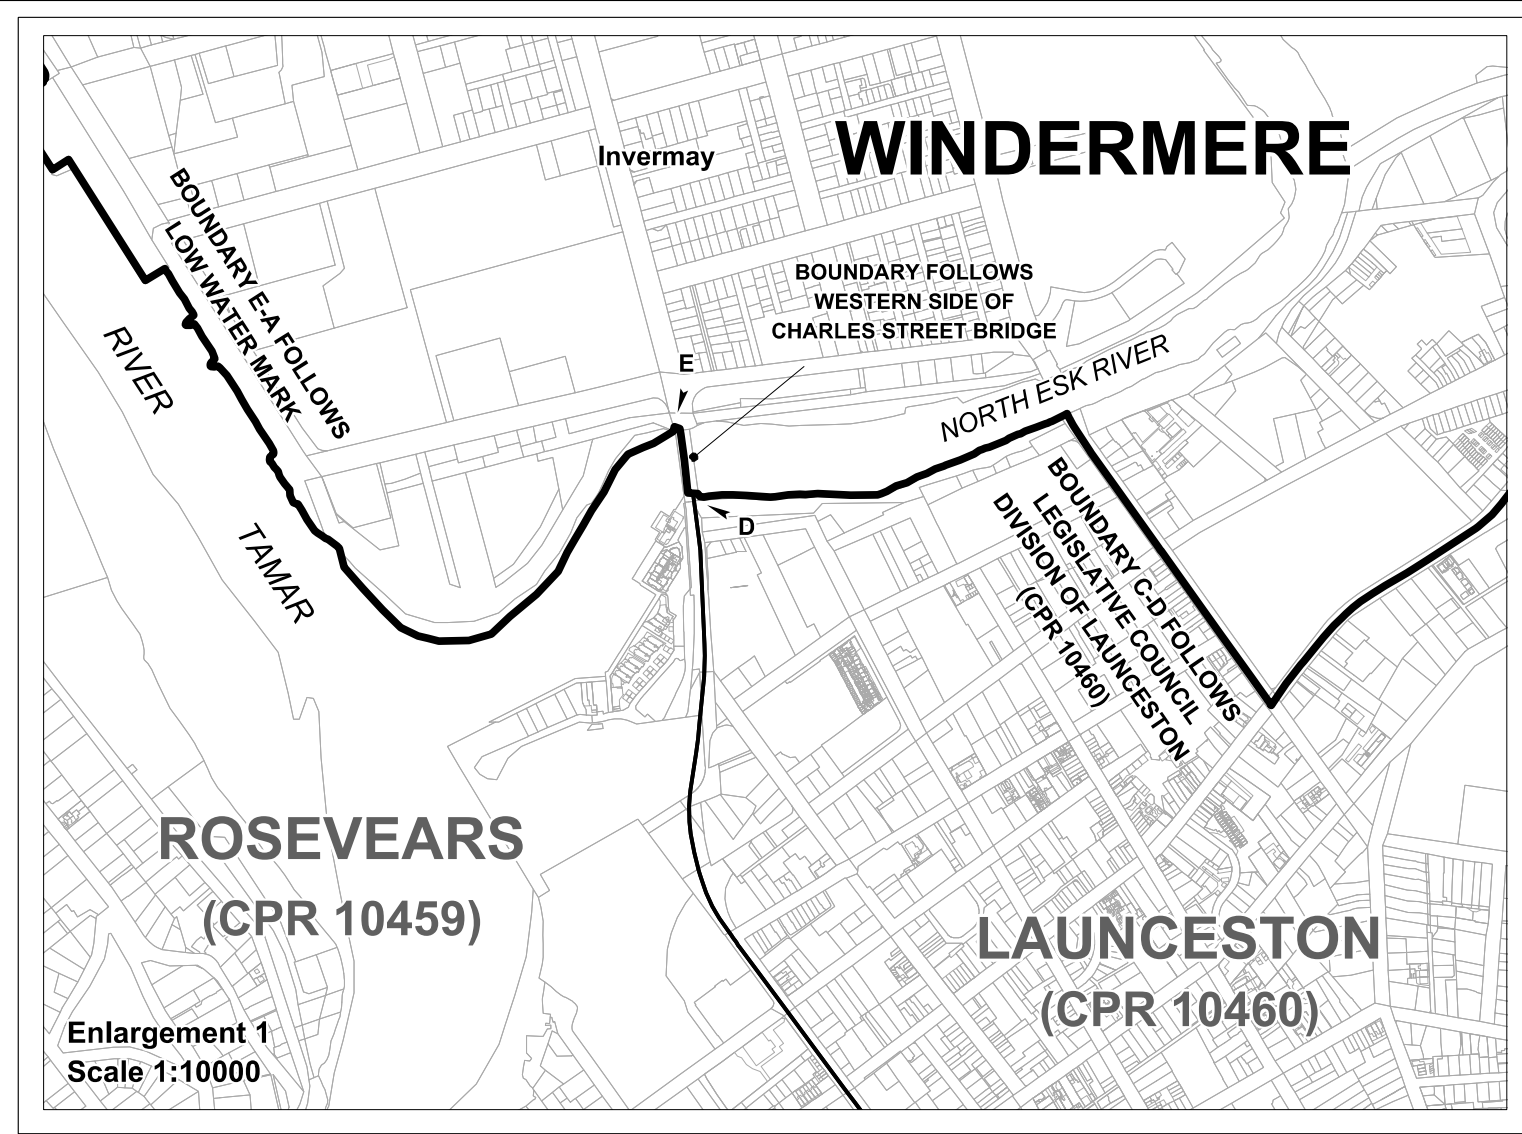 WINDERMERE
Invermay
BOUNDARY E-A FOLLOWS
LOW WATER MARK
BOUNDARY FOLLOWS
WESTERN SIDE OF
CHARLES STREET BRIDGE
RIVER
TAMAR
E
NORTH ESK RIVER
D
BOUNDARY C-D FOLLOWS
LEGISLATIVE COUNCIL
DIVISION OF LAUNCESTON
(CPR 10460)
ROSEVEARS
(CPR 10459)
LAUNCESTON
(CPR 10460)
Enlargement 1
Scale 1:10000